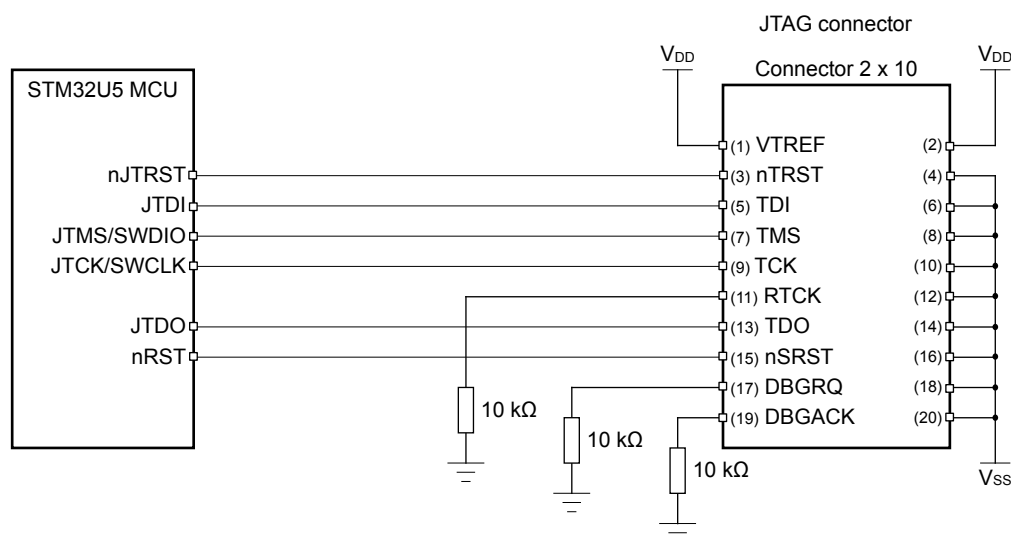 JTAG connector
VDD
VDD
Connector 2 x 10
STM32U5 MCU
(1) VTREF
(2)
nJTRST
(3) nTRST
(4)
JTDI
(5) TDI
(6)
JTMS/SWDIO
(7) TMS
(8)
JTCK/SWCLK
(9) TCK
(10)
(11) RTCK
(12)
JTDO
(13) TDO
(14)
nRST
(15) nSRST
(16)
(17) DBGRQ
(18)
(19) DBGACK
(20)
10 kΩ
10 kΩ
10 kΩ
VSS